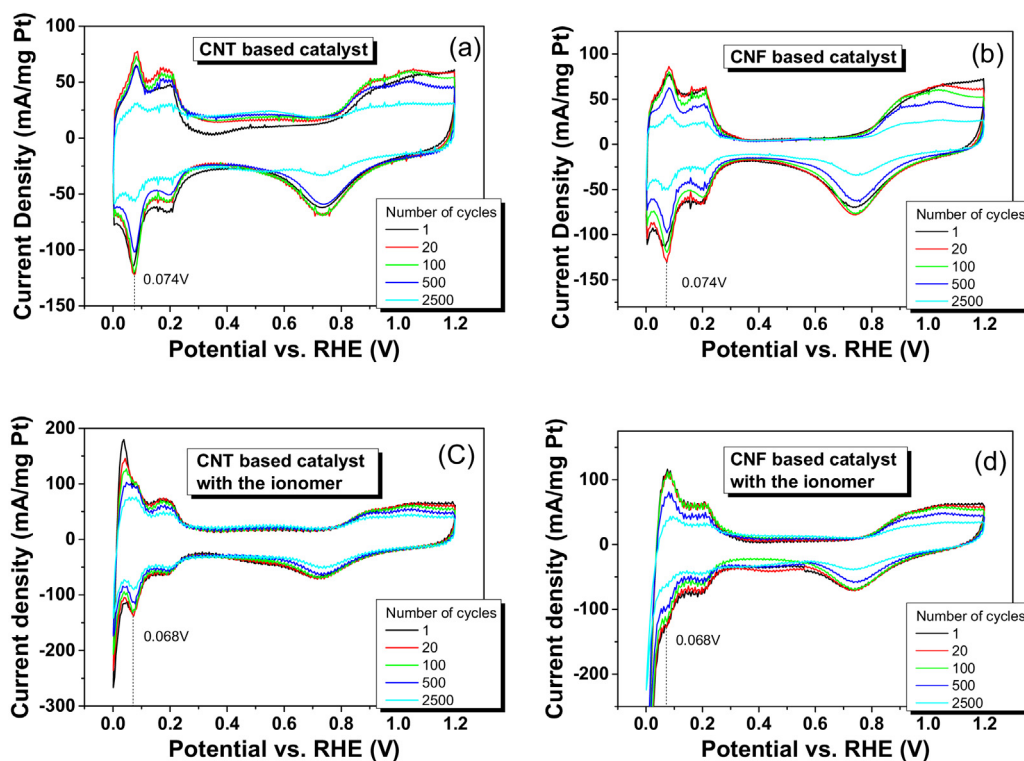 CNT based catalyst
(a)
Current Density (mA/mg Pt)
100
50
0
-50
-100
-150
0.074V
Number of cycles
1
20
100
500
2500
0.0 0.2 0.4 0.6 0.8 1.0 1.2
Potential vs. RHE (V)
CNF based catalyst
(b)
Current Density (mA/mg Pt)
100
50
0
-50
-100
-150
0.074V
Number of cycles
1
20
100
500
2500
0.0 0.2 0.4 0.6 0.8 1.0 1.2
Potential vs. RHE (V)
CNT based catalyst
with the ionomer
(C)
Current density (mA/mg Pt)
200
100
0
-100
-200
-300
0.068V
Number of cycles
1
20
100
500
2500
0.0 0.2 0.4 0.6 0.8 1.0 1.2
Potential vs. RHE (V)
CNF based catalyst
with the ionomer
(d)
Current density (mA/mg Pt)
100
0
-100
-200
0.068V
Number of cycles
1
20
100
500
2500
0.0 0.2 0.4 0.6 0.8 1.0 1.2
Potential vs. RHE (V)